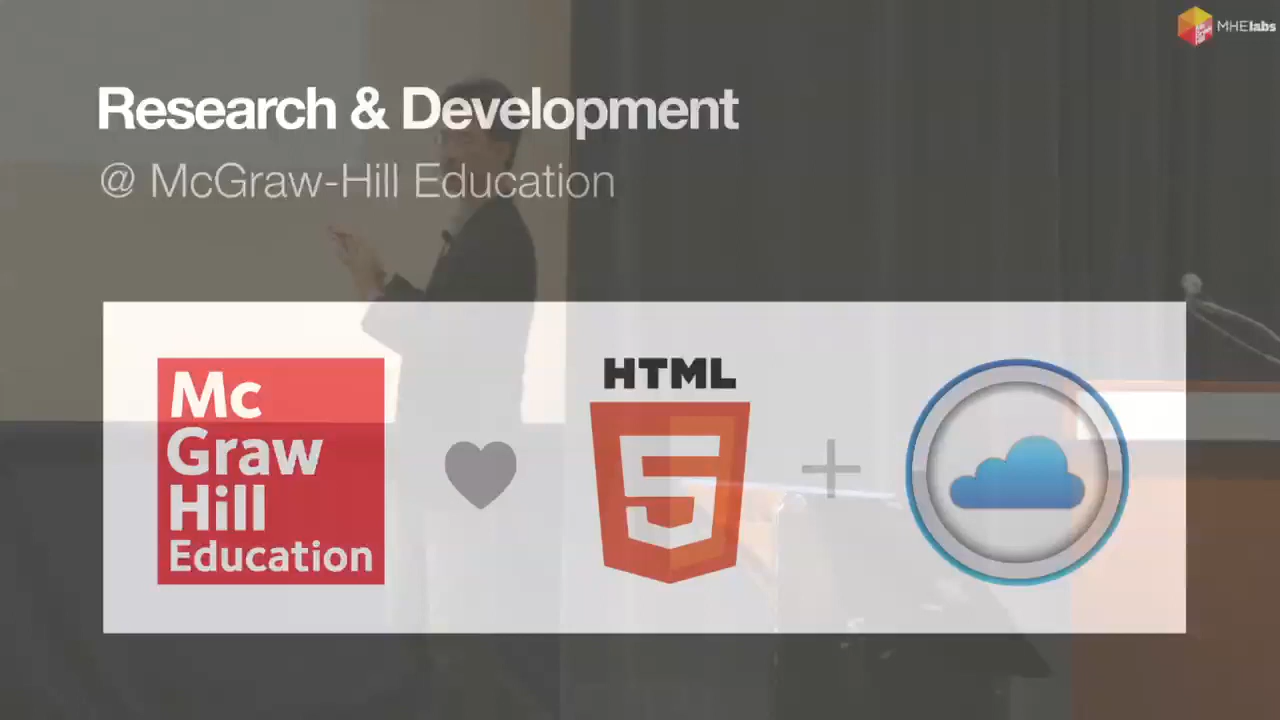 MHElabs
Research & Development
@ McGraw-Hill Education
Mc
Graw
Hill
Education
HTML
5
+